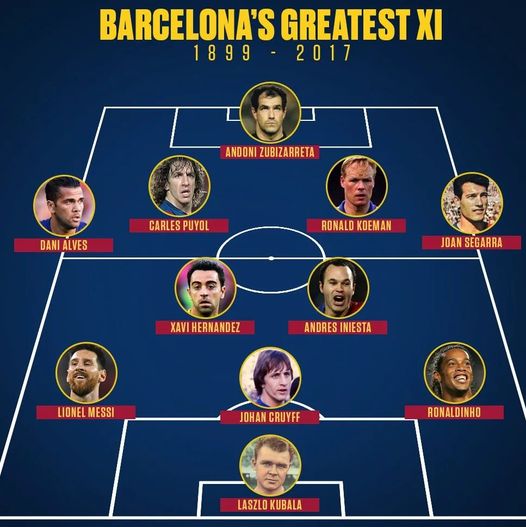 BARCELONA'S GREATEST XI
1899 - 2017
ANDONI ZUBIZARRETA
CARLES PUYOL
RONALD KOEMAN
DANI ALVES
JOAN SEGARRA
XAVI HERNANDEZ
ANDRES INIESTA
LIONEL MESSI
JOHAN CRUYFF
RONALDINHO
LASZLO KUBALA